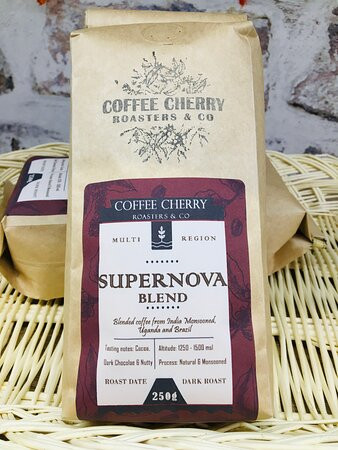 COFFEE CHERRY
ROASTERS & CO
COFFEE CHERRY
ROASTERS & CO
MULTI REGION
SUPERNOVA
BLEND
Blended coffee from India Monsooned,
Uganda and Brazil
Tasting notes: Cocoa, Altitude: 1250 - 1500 msl
Dark Chocolae & Nutty Process: Natural & Monsooned
ROAST DATE DARK ROAST
250g